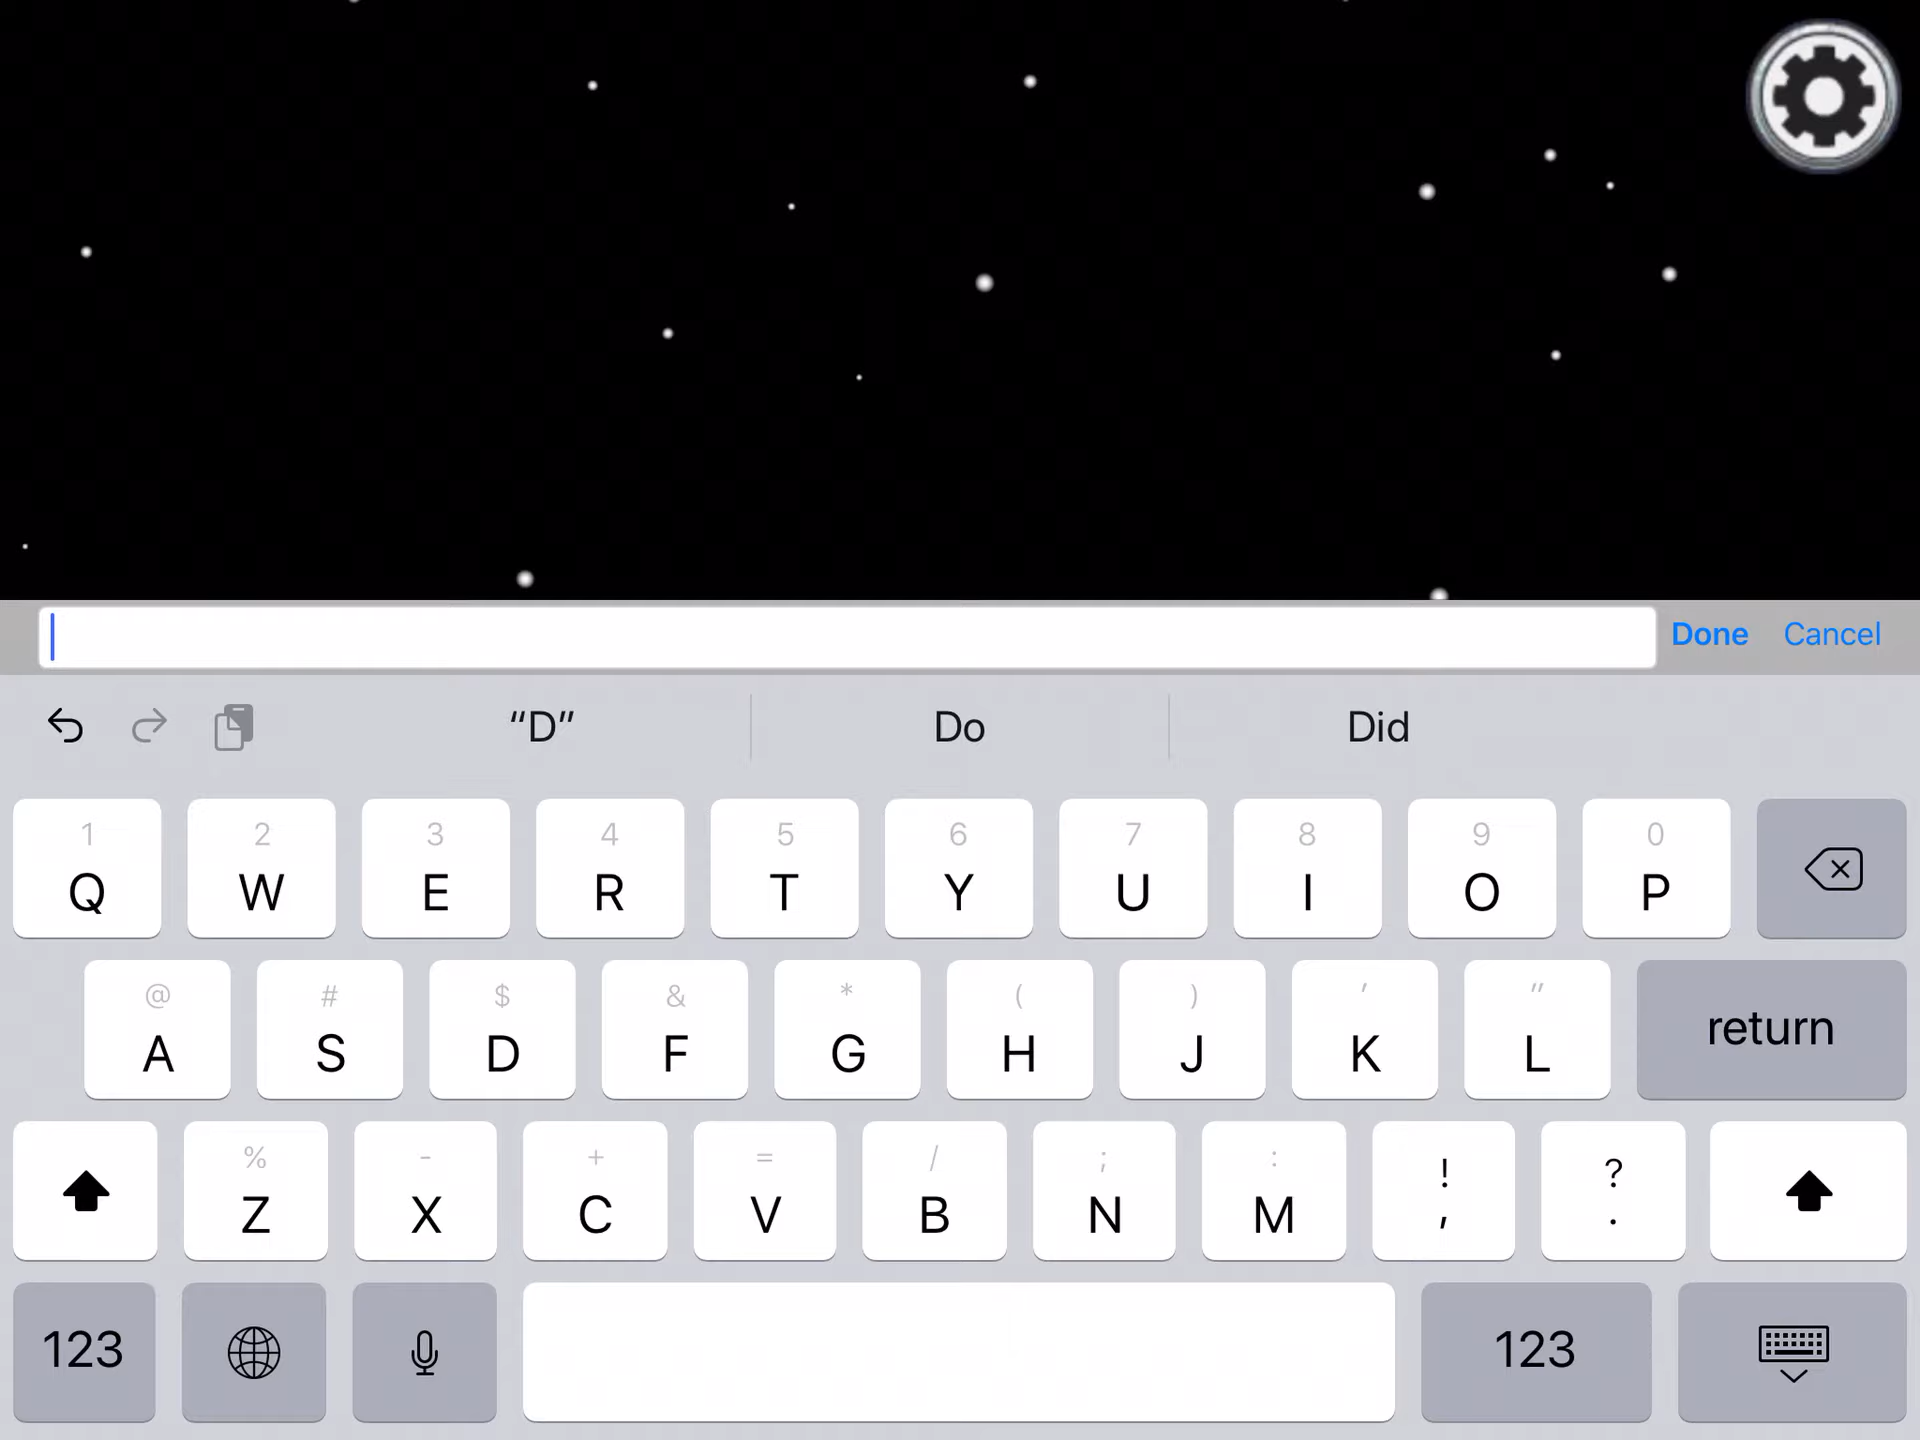 Done Cancel
“D” Do Did
1 2 3 4 5 6 7 8 9 0
Q W E R T Y U I O P
@ # $ & * ( ) ′ ″
A S D F G H J K L return
% - + = / ; : ! ?
Z X C V B N M , .
123 123